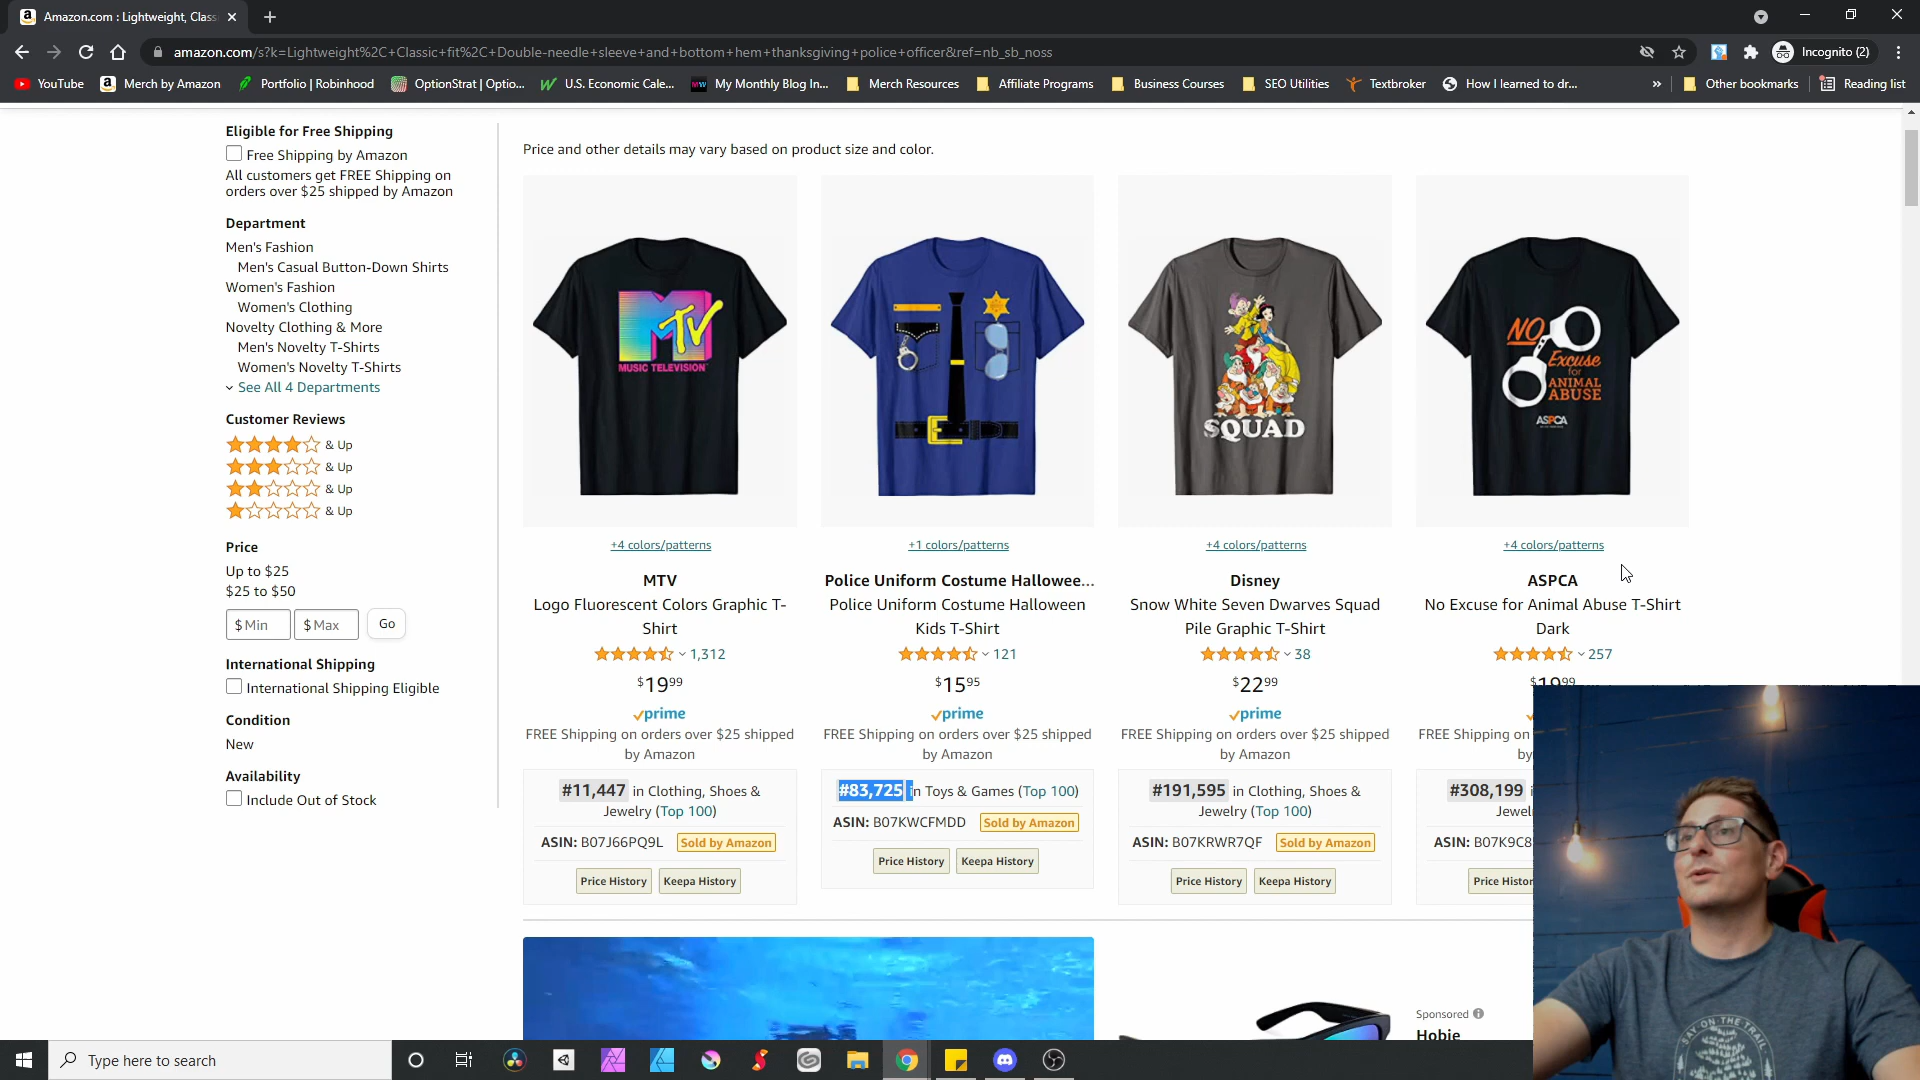 Amazon.com : Lightweight, Class
Incognito (2)
amazon.com/s?k=Lightweight%2C+Classic+fit%2C+Double-needle+sleeve+and+bottom+hem+thanksgiving+police+officer&ref=nb_sb_noss
YouTube
Merch by Amazon
Portfolio | Robinhood
OptionStrat | Optio...
U.S. Economic Cale...
My Monthly Blog In...
Merch Resources
Affiliate Programs
Business Courses
SEO Utilities
Textbroker
How I learned to dr...
»
Other bookmarks
Reading list
Eligible for Free Shipping
Free Shipping by Amazon
All customers get FREE Shipping on
orders over $25 shipped by Amazon
Department
Men's Fashion
Men's Casual Button-Down Shirts
Women's Fashion
Women's Clothing
Novelty Clothing & More
Men's Novelty T-Shirts
Women's Novelty T-Shirts
See All 4 Departments
Customer Reviews
& Up
& Up
& Up
& Up
Price
Up to $25
$25 to $50
$ Min
$ Max
Go
International Shipping
International Shipping Eligible
Condition
New
Availability
Include Out of Stock
Price and other details may vary based on product size and color.
MTV
MUSIC TELEVISION
+4 colors/patterns
MTV
Logo Fluorescent Colors Graphic T-
Shirt
1,312
$19.99
prime
FREE Shipping on orders over $25 shipped
by Amazon
#11,447 in Clothing, Shoes &
Jewelry (Top 100)
ASIN: B07J66PQ9L Sold by Amazon
Price History Keepa History
+1 colors/patterns
Police Uniform Costume Hallowee...
Police Uniform Costume Halloween
Kids T-Shirt
121
$15.95
prime
FREE Shipping on orders over $25 shipped
by Amazon
#83,725 in Toys & Games (Top 100)
ASIN: B07KWCFMDD Sold by Amazon
Price History Keepa History
SQUAD
+4 colors/patterns
Disney
Snow White Seven Dwarves Squad
Pile Graphic T-Shirt
38
$22.99
prime
FREE Shipping on orders over $25 shipped
by Amazon
#191,595 in Clothing, Shoes &
Jewelry (Top 100)
ASIN: B07KRWR7QF Sold by Amazon
Price History Keepa History
NO
Excuse
for
ANIMAL
ABUSE
ASPCA
+4 colors/patterns
ASPCA
No Excuse for Animal Abuse T-Shirt
Dark
257
$19.99
FREE Shipping on
by
#308,199 i
Jewel
ASIN: B07K9C8
Price Histor
Sponsored
Hobie
SAY ON THE TRAIL
Type here to search